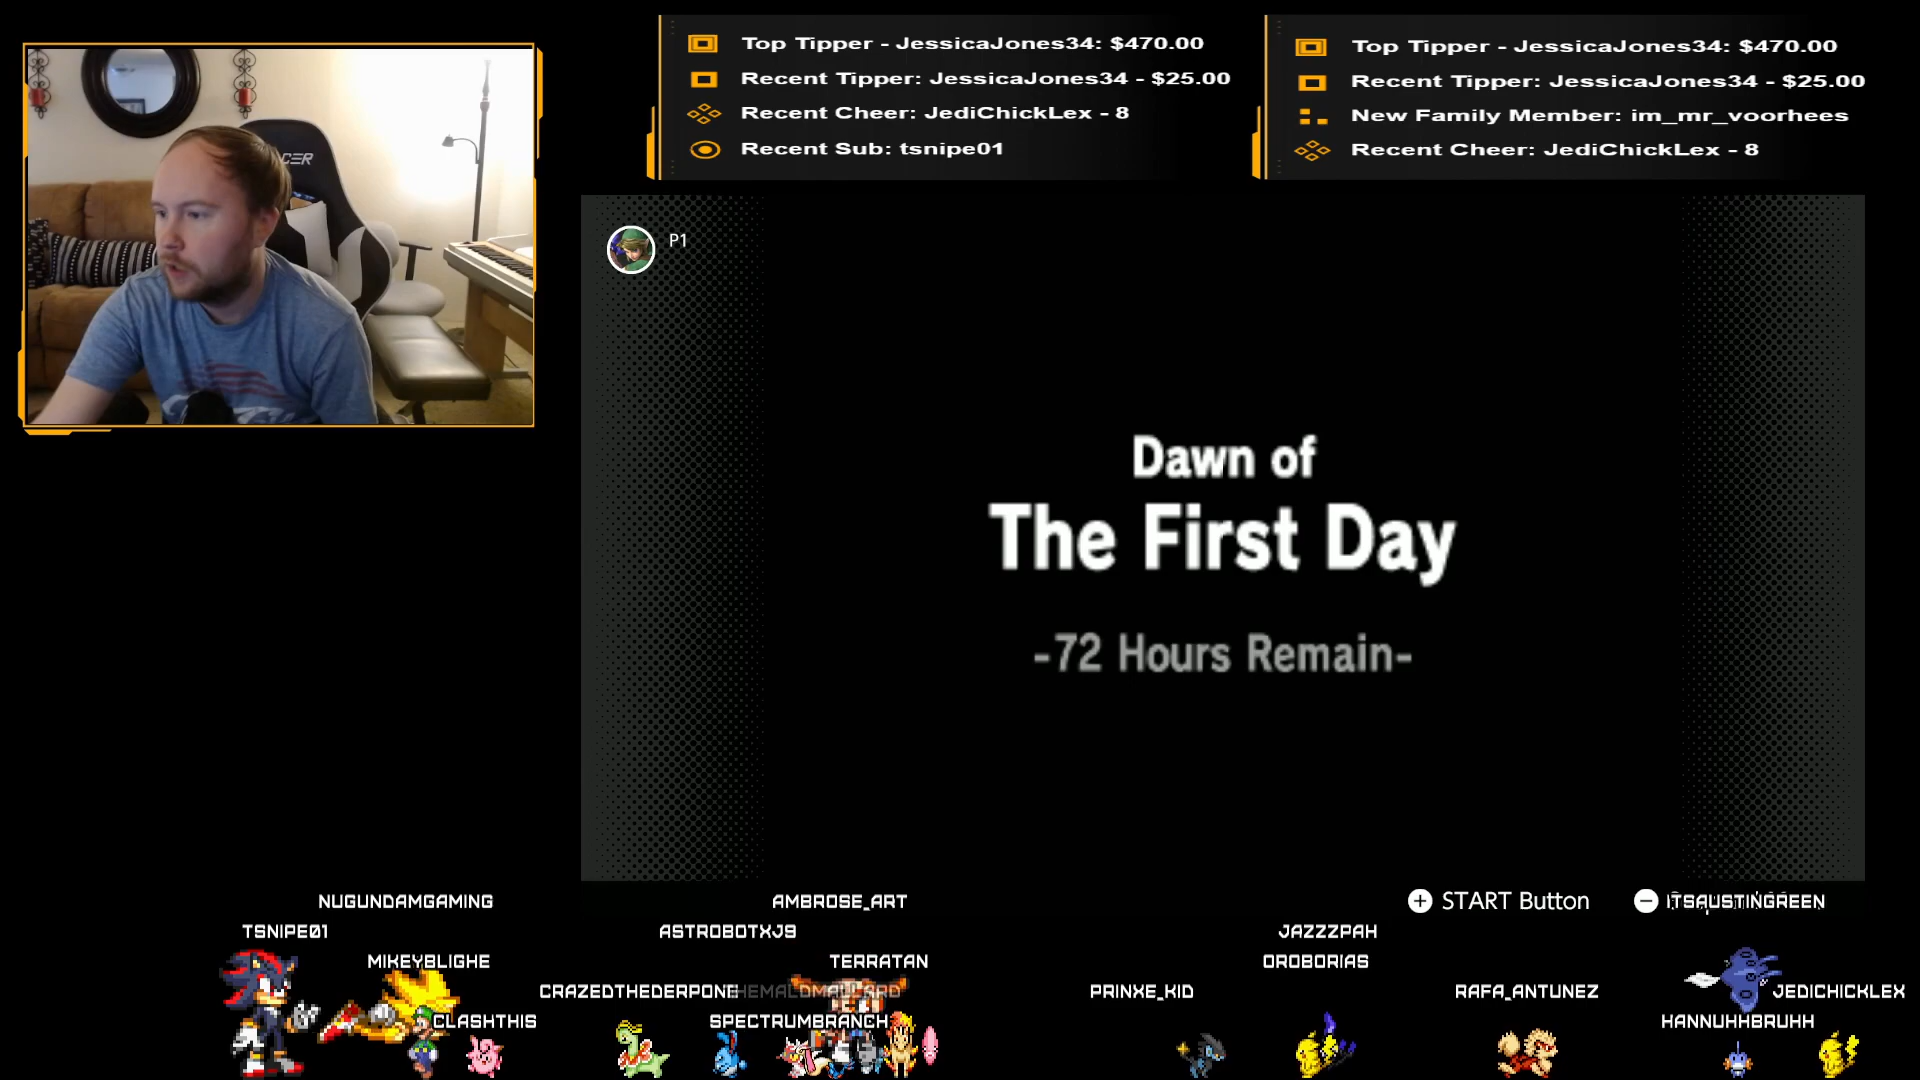 Top Tipper - JessicaJones34: $470.00
Recent Tipper: JessicaJones34 - $25.00
Recent Cheer: JediChickLex - 8
Recent Sub: tsnipe01
Top Tipper - JessicaJones34: $470.00
Recent Tipper: JessicaJones34 - $25.00
New Family Member: im_mr_voorhees
Recent Cheer: JediChickLex - 8
P1
Dawn of
The First Day
-72 Hours Remain-
START Button
NUGUNDAMGAMING
AMBROSE_ART
ITSAUSTINGREEN
TSNIPE01
ASTROBOTXJ9
JAZZZPAH
MIKEYBLIGHE
TERRATAN
OROBORIAS
CRAZEDTHEDERPONE
PRINXE_KID
RAFA_ANTUNEZ
JEDICHICKLEX
CLASHTHIS
SPECTRUMBRANCH
HANNUHHBRUHH